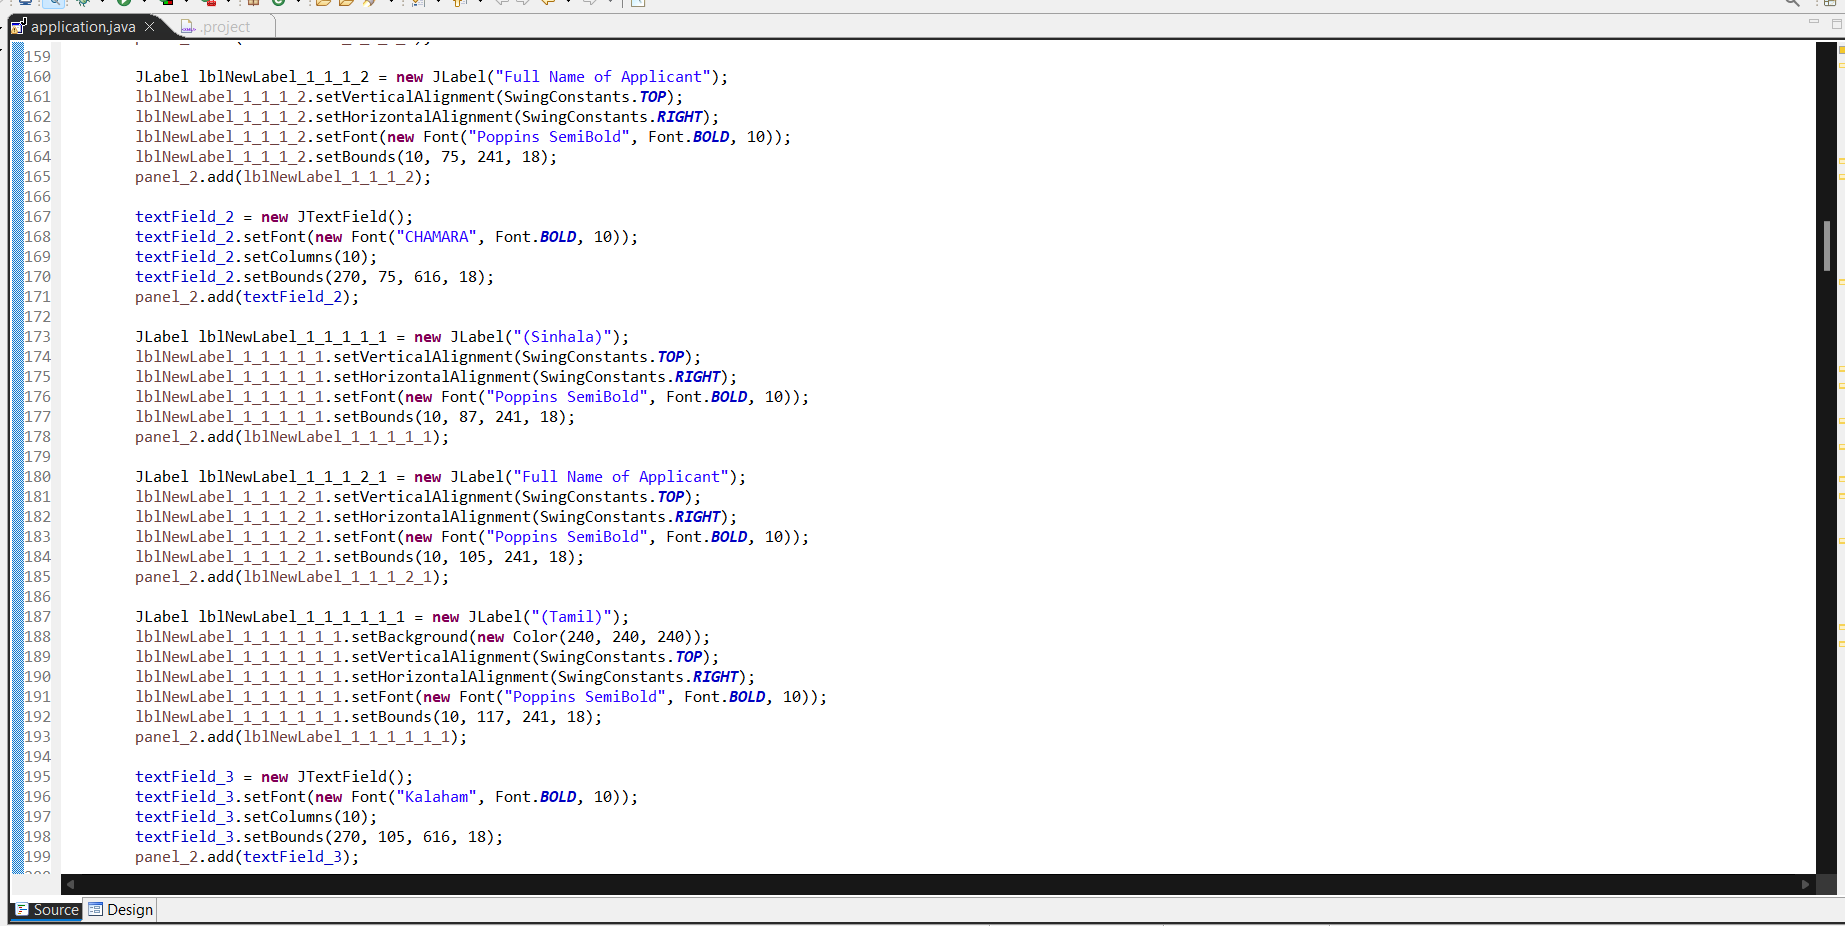 application.java
.project
159
160 JLabel lblNewLabel_1_1_1_2 = new JLabel("Full Name of Applicant");
161 lblNewLabel_1_1_1_2.setVerticalAlignment(SwingConstants.TOP);
162 lblNewLabel_1_1_1_2.setHorizontalAlignment(SwingConstants.RIGHT);
163 lblNewLabel_1_1_1_2.setFont(new Font("Poppins SemiBold", Font.BOLD, 10));
164 lblNewLabel_1_1_1_2.setBounds(10, 75, 241, 18);
165 panel_2.add(lblNewLabel_1_1_1_2);
166
167 textField_2 = new JTextField();
168 textField_2.setFont(new Font("CHAMARA", Font.BOLD, 10));
169 textField_2.setColumns(10);
170 textField_2.setBounds(270, 75, 616, 18);
171 panel_2.add(textField_2);
172
173 JLabel lblNewLabel_1_1_1_1_1 = new JLabel("(Sinhala)");
174 lblNewLabel_1_1_1_1_1.setVerticalAlignment(SwingConstants.TOP);
175 lblNewLabel_1_1_1_1_1.setHorizontalAlignment(SwingConstants.RIGHT);
176 lblNewLabel_1_1_1_1_1.setFont(new Font("Poppins SemiBold", Font.BOLD, 10));
177 lblNewLabel_1_1_1_1_1.setBounds(10, 87, 241, 18);
178 panel_2.add(lblNewLabel_1_1_1_1_1);
179
180 JLabel lblNewLabel_1_1_1_2_1 = new JLabel("Full Name of Applicant");
181 lblNewLabel_1_1_1_2_1.setVerticalAlignment(SwingConstants.TOP);
182 lblNewLabel_1_1_1_2_1.setHorizontalAlignment(SwingConstants.RIGHT);
183 lblNewLabel_1_1_1_2_1.setFont(new Font("Poppins SemiBold", Font.BOLD, 10));
184 lblNewLabel_1_1_1_2_1.setBounds(10, 105, 241, 18);
185 panel_2.add(lblNewLabel_1_1_1_2_1);
186
187 JLabel lblNewLabel_1_1_1_1_1_1 = new JLabel("(Tamil)");
188 lblNewLabel_1_1_1_1_1_1.setBackground(new Color(240, 240, 240));
189 lblNewLabel_1_1_1_1_1_1.setVerticalAlignment(SwingConstants.TOP);
190 lblNewLabel_1_1_1_1_1_1.setHorizontalAlignment(SwingConstants.RIGHT);
191 lblNewLabel_1_1_1_1_1_1.setFont(new Font("Poppins SemiBold", Font.BOLD, 10));
192 lblNewLabel_1_1_1_1_1_1.setBounds(10, 117, 241, 18);
193 panel_2.add(lblNewLabel_1_1_1_1_1_1);
194
195 textField_3 = new JTextField();
196 textField_3.setFont(new Font("Kalaham", Font.BOLD, 10));
197 textField_3.setColumns(10);
198 textField_3.setBounds(270, 105, 616, 18);
199 panel_2.add(textField_3);
Source
Design